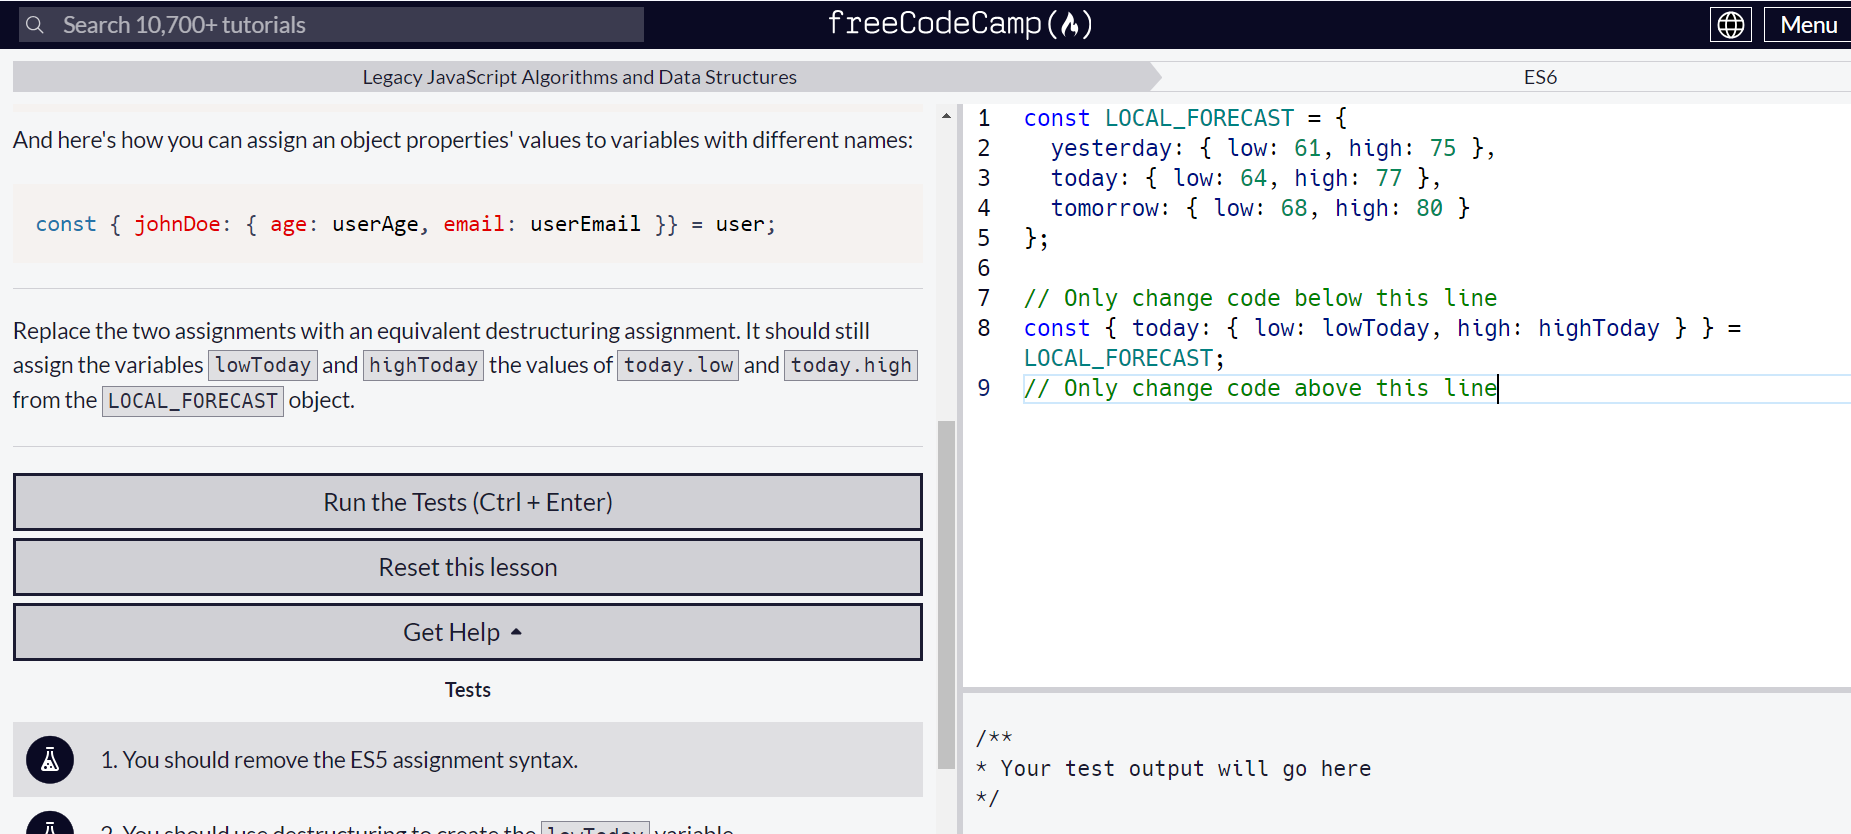 Search 10,700+ tutorials
freeCodeCamp(🔥)
Menu
Legacy JavaScript Algorithms and Data Structures
ES6
And here's how you can assign an object properties' values to variables with different names:
const { johnDoe: { age: userAge, email: userEmail }} = user;
Replace the two assignments with an equivalent destructuring assignment. It should still
assign the variables lowToday and highToday the values of today.low and today.high
from the LOCAL_FORECAST object.
Run the Tests (Ctrl + Enter)
Reset this lesson
Get Help
Tests
1. You should remove the ES5 assignment syntax.
2. You should use destructuring to create the lowToday variable.
1 const LOCAL_FORECAST = {
2 yesterday: { low: 61, high: 75 },
3 today: { low: 64, high: 77 },
4 tomorrow: { low: 68, high: 80 }
5 };
6
7 // Only change code below this line
8 const { today: { low: lowToday, high: highToday } } =
LOCAL_FORECAST;
9 // Only change code above this line
/**
* Your test output will go here
*/